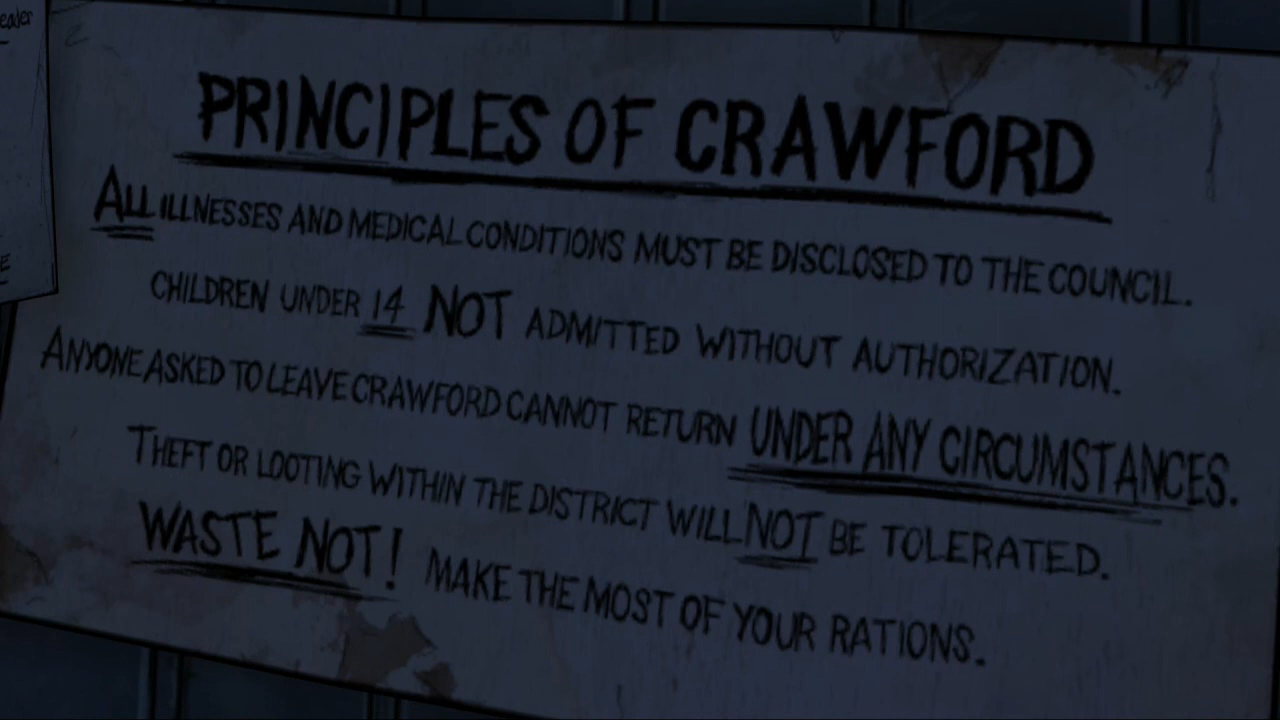 eader
E
PRINCIPLES OF CRAWFORD
ALL ILLNESSES AND MEDICAL CONDITIONS MUST BE DISCLOSED TO THE COUNCIL.
CHILDREN UNDER 14 NOT ADMITTED WITHOUT AUTHORIZATION.
ANYONE ASKED TO LEAVE CRAWFORD CANNOT RETURN UNDER ANY CIRCUMSTANCES.
THEFT OR LOOTING WITHIN THE DISTRICT WILL NOT BE TOLERATED.
WASTE NOT! MAKE THE MOST OF YOUR RATIONS.